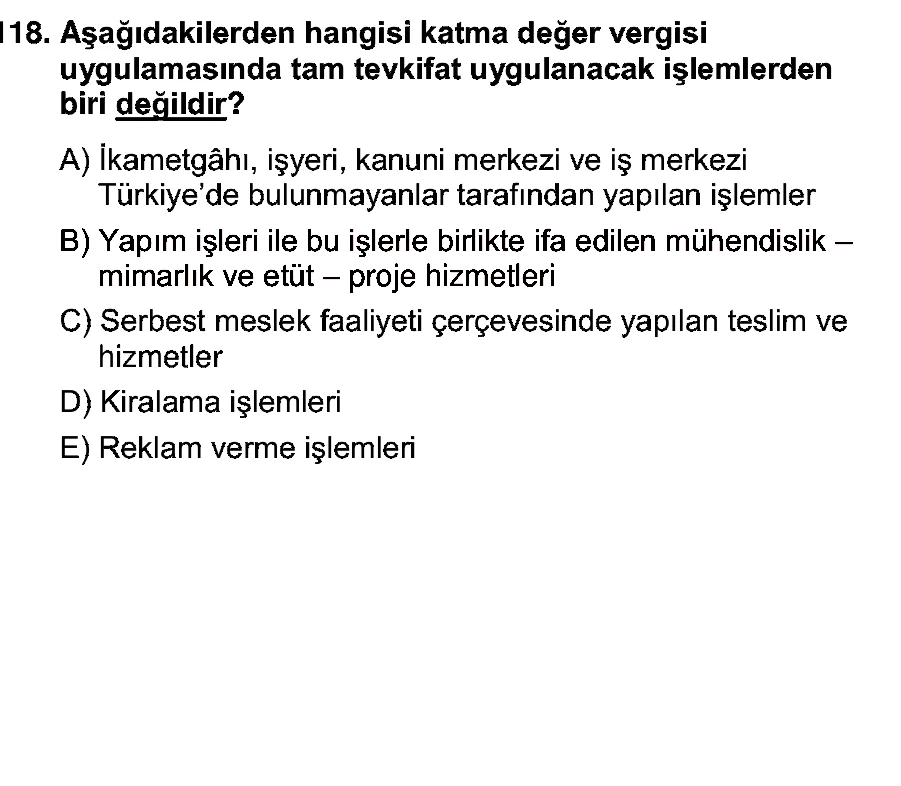 118. Aşağıdakilerden hangisi katma değer vergisi
uygulamasında tam tevkifat uygulanacak işlemlerden
biri değildir?
A) İkametgâhı, işyeri, kanuni merkezi ve iş merkezi
Türkiye’de bulunmayanlar tarafından yapılan işlemler
B) Yapım işleri ile bu işlerle birlikte ifa edilen mühendislik –
mimarlık ve etüt – proje hizmetleri
C) Serbest meslek faaliyeti çerçevesinde yapılan teslim ve
hizmetler
D) Kiralama işlemleri
E) Reklam verme işlemleri